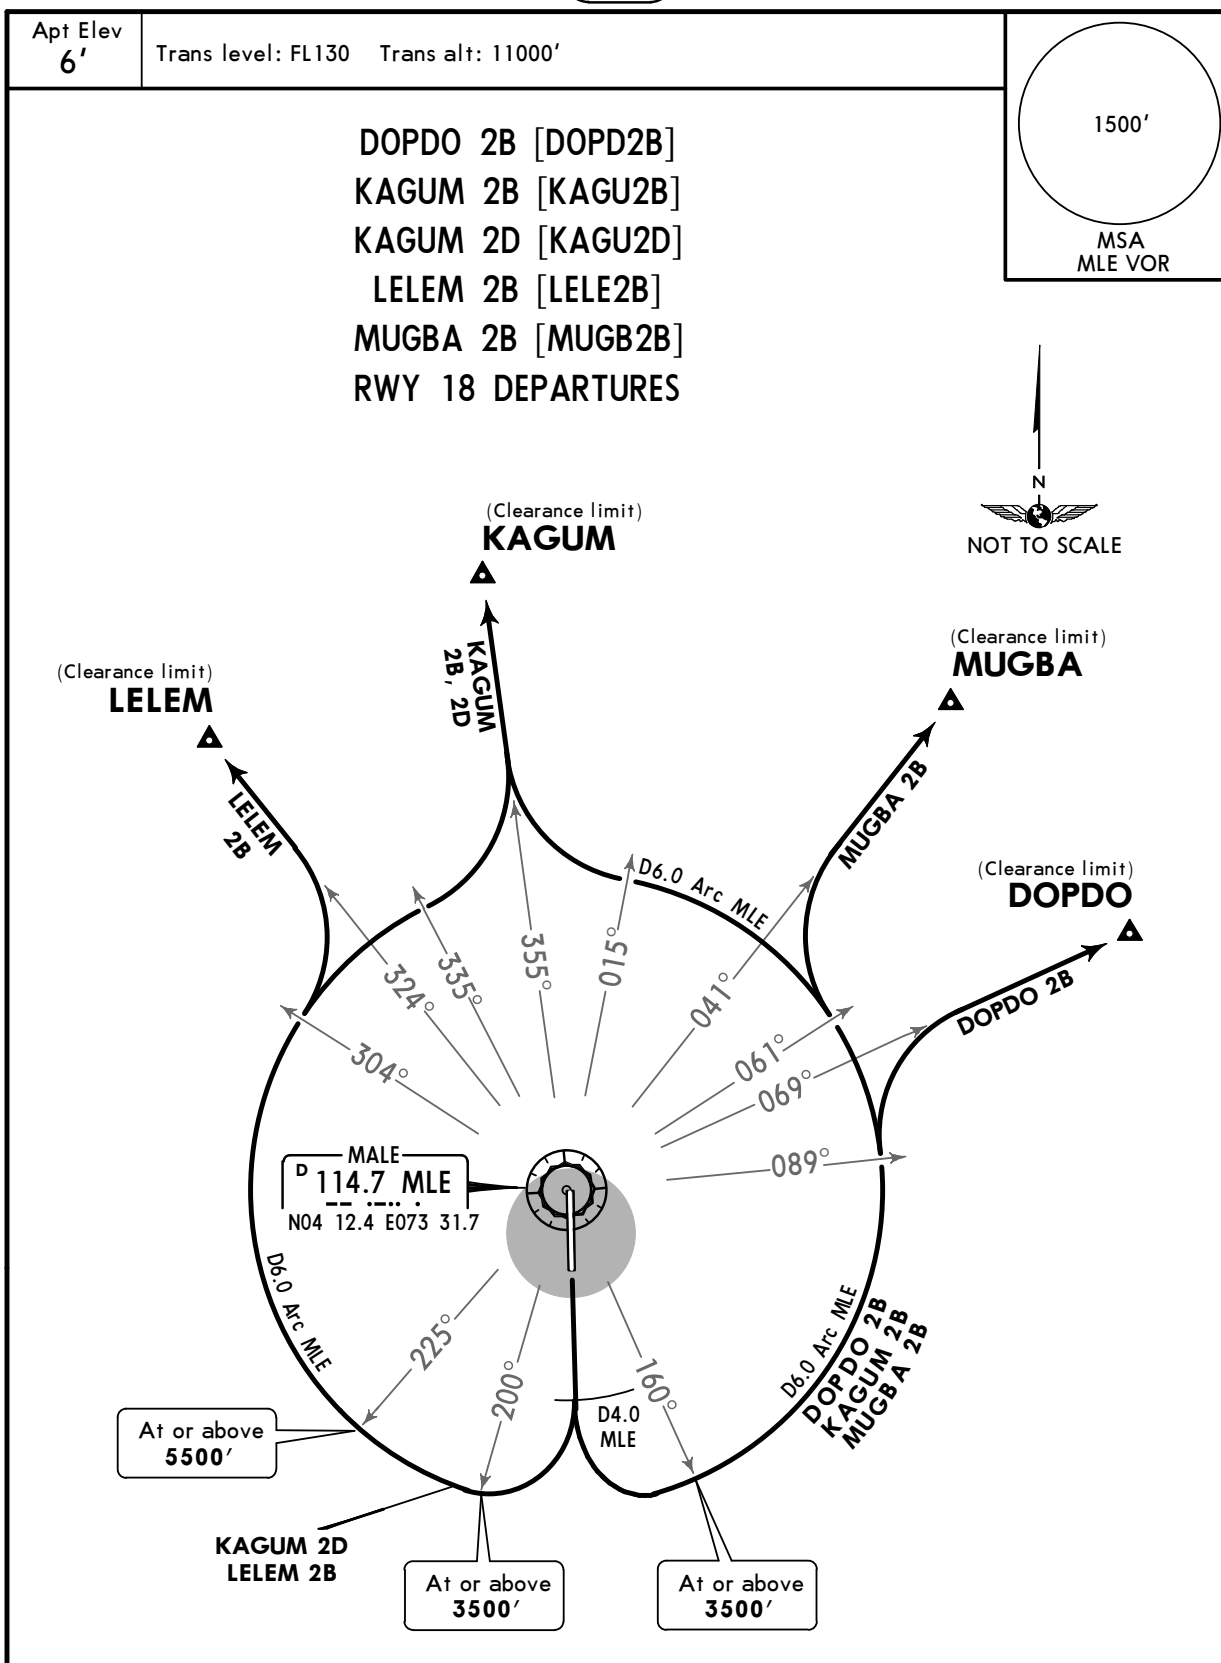 Apt Elev
6'
Trans level: FL130 Trans alt: 11000'
1500'
MSA
MLE VOR
DOPDO 2B [DOPD2B]
KAGUM 2B [KAGU2B]
KAGUM 2D [KAGU2D]
LELEM 2B [LELE2B]
MUGBA 2B [MUGB2B]
RWY 18 DEPARTURES
N
NOT TO SCALE
(Clearance limit)
KAGUM
(Clearance limit)
MUGBA
(Clearance limit)
LELEM
KAGUM
2B, 2D
LELEM
2B
MUGBA 2B
(Clearance limit)
DOPDO
DOPDO 2B
D6.0 Arc MLE
304°
324°
335°
355°
015°
041°
061°
069°
089°
MALE
D 114.7 MLE
N04 12.4 E073 31.7
D6.0 Arc MLE
225°
200°
160°
D4.0
MLE
D6.0 Arc MLE
DOPDO 2B
KAGUM 2B
MUGBA 2B
At or above
5500'
KAGUM 2D
LELEM 2B
At or above
3500'
At or above
3500'